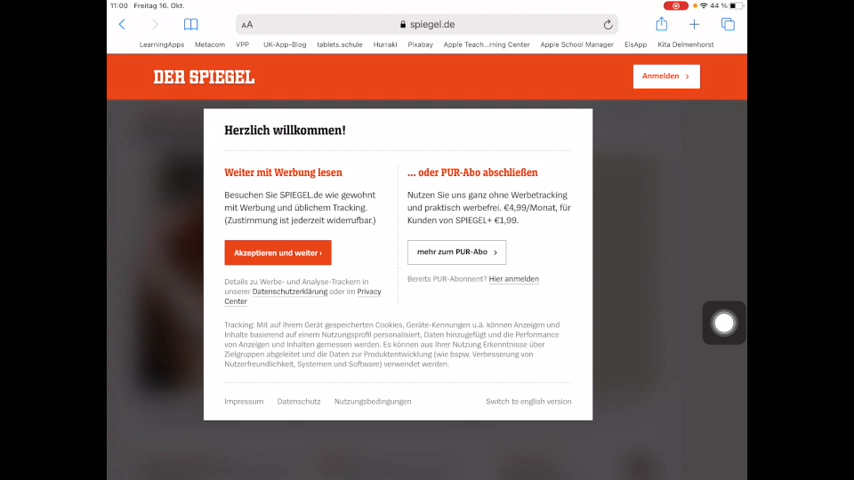 11:00 Freitag 16. Okt.
44 %
AA
spiegel.de
LearningApps Metacom VPP UK-App-Blog tablets.schule Hurraki Pixabay Apple Teach...rning Center Apple School Manager EisApp Kita Delmenhorst
DER SPIEGEL
Anmelden
Herzlich willkommen!
Weiter mit Werbung lesen
Besuchen Sie SPIEGEL.de wie gewohnt
mit Werbung und üblichem Tracking.
(Zustimmung ist jederzeit widerrufbar.)
Akzeptieren und weiter ›
Details zu Werbe- und Analyse-Trackern in
unserer Datenschutzerklärung oder im Privacy
Center
... oder PUR-Abo abschließen
Nutzen Sie uns ganz ohne Werbetracking
und praktisch werbefrei. €4,99/Monat, für
Kunden von SPIEGEL+ €1,99.
mehr zum PUR-Abo
Bereits PUR-Abonnent? Hier anmelden
Tracking: Mit auf Ihrem Gerät gespeicherten Cookies, Geräte-Kennungen u.ä. können Anzeigen und
Inhalte basierend auf einem Nutzungsprofil personalisiert, Daten hinzugefügt und die Performance
von Anzeigen und Inhalten gemessen werden. Es können aus Ihrer Nutzung Erkenntnisse über
Zielgruppen abgeleitet und die Daten zur Produktentwicklung (wie bspw. Verbesserung von
Nutzerfreundlichkeit, Systemen und Software) verwendet werden.
Impressum Datenschutz Nutzungsbedingungen Switch to english version